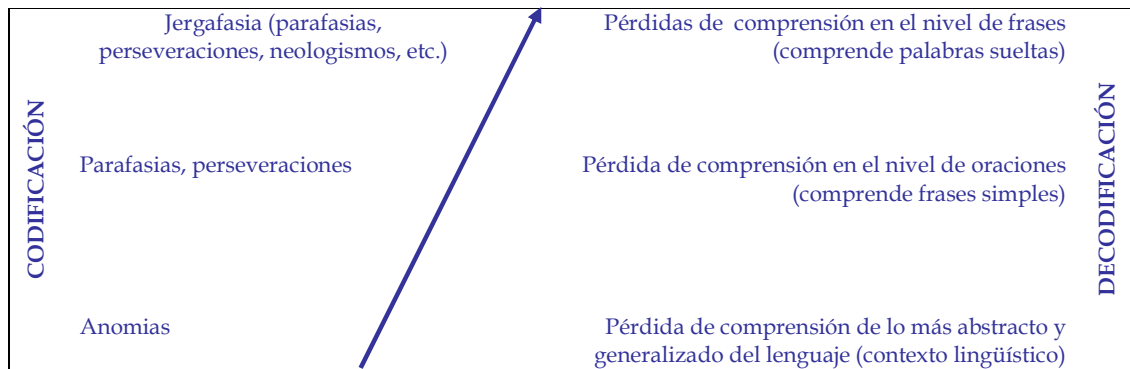 Jergafasia (parafasias,
perseveraciones, neologismos, etc.)
Pérdidas de comprensión en el nivel de frases
(comprende palabras sueltas)
CODIFICACIÓN
Parafasias, perseveraciones
Pérdida de comprensión en el nivel de oraciones
(comprende frases simples)
DECODIFICACIÓN
Anomias
Pérdida de comprensión de lo más abstracto y
generalizado del lenguaje (contexto lingüístico)